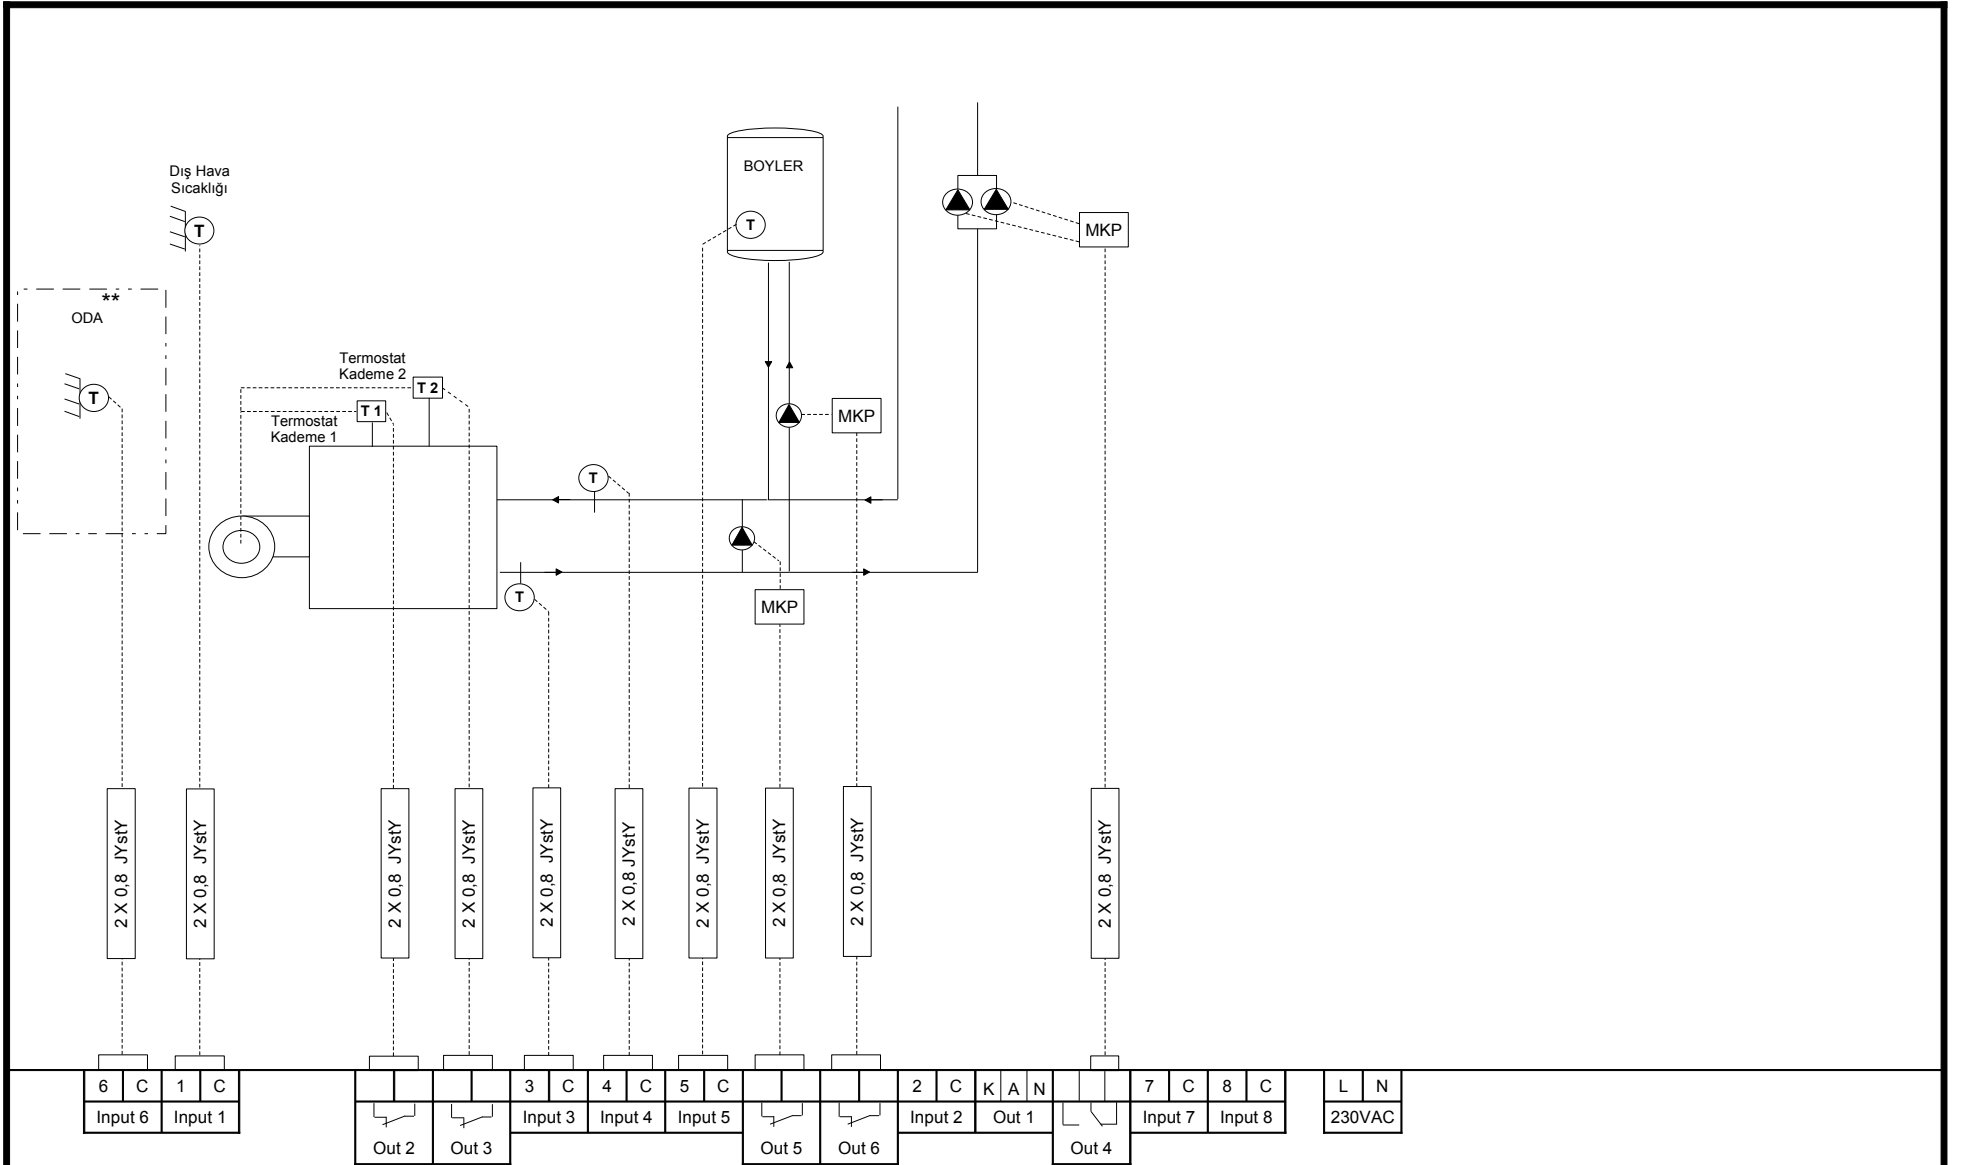 BOYLER
T
Dış Hava
Sıcaklığı
T
MKP
**
ODA
T
Termostat
Kademe 2
T 2
T 1
Termostat
Kademe 1
MKP
T
T
MKP
2 X 0,8 JYstY
2 X 0,8 JYstY
2 X 0,8 JYstY
2 X 0,8 JYstY
2 X 0,8 JYstY
2 X 0,8 JYstY
2 X 0,8 JYstY
2 X 0,8 JYstY
2 X 0,8 JYstY
2 X 0,8 JYstY
6 C 1 C 3 C 4 C 5 C 2 C K A N 7 C 8 C L N
Input 6 Input 1 Input 3 Input 4 Input 5 Input 2 Out 1 Input 7 Input 8 230VAC
Out 2 Out 3 Out 5 Out 6 Out 4